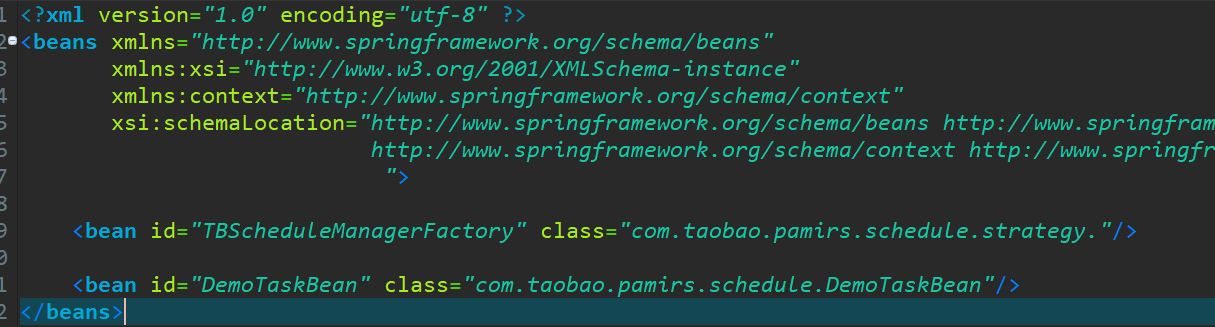 1 <?xml version="1.0" encoding="utf-8" ?>
2 <beans xmlns="http://www.springframework.org/schema/beans"
3 xmlns:xsi="http://www.w3.org/2001/XMLSchema-instance"
4 xmlns:context="http://www.springframework.org/schema/context"
5 xsi:schemaLocation="http://www.springframework.org/schema/beans http://www.springfram
6 http://www.springframework.org/schema/context http://www.springfr
7 ">
8
9 <bean id="TBScheduleManagerFactory" class="com.taobao.pamirs.schedule.strategy."/>
0
1 <bean id="DemoTaskBean" class="com.taobao.pamirs.schedule.DemoTaskBean"/>
2 </beans>